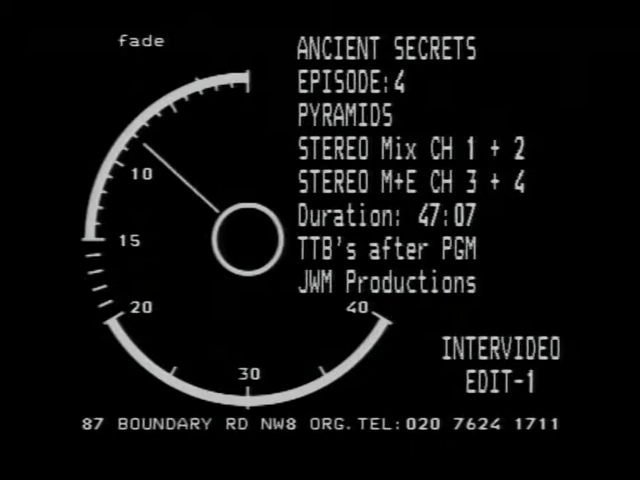 fade
ANCIENT SECRETS
EPISODE:4
PYRAMIDS
STEREO Mix CH 1 + 2
STEREO M+E CH 3 + 4
Duration: 47:07
TTB's after PGM
JWM Productions
10
15
20
30
40
INTERVIDEO
EDIT-1
87 BOUNDARY RD NW8 ORG.TEL:020 7624 1711